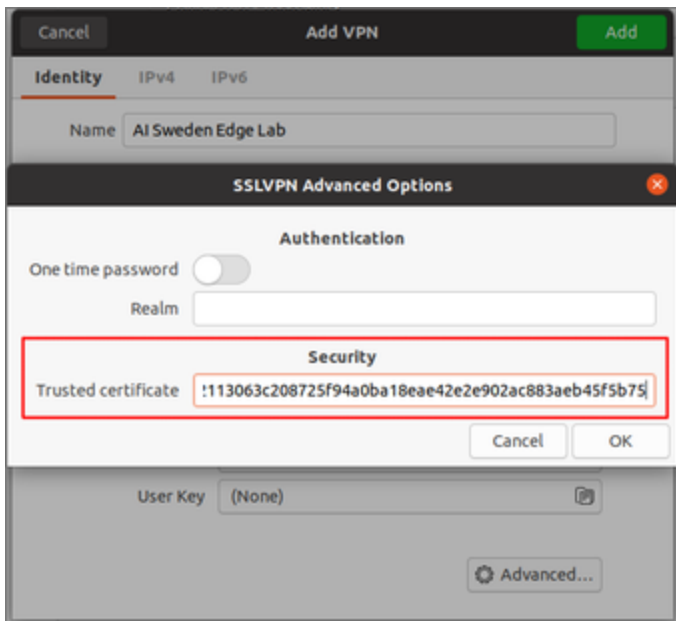 Cancel
Add VPN
Add
Identity IPv4 IPv6
Name AI Sweden Edge Lab
SSLVPN Advanced Options
Authentication
One time password
Realm
Security
Trusted certificate 113063c208725f94a0ba18eae42e2e902ac883aeb45f5b75
Cancel
OK
User Key (None)
Advanced...